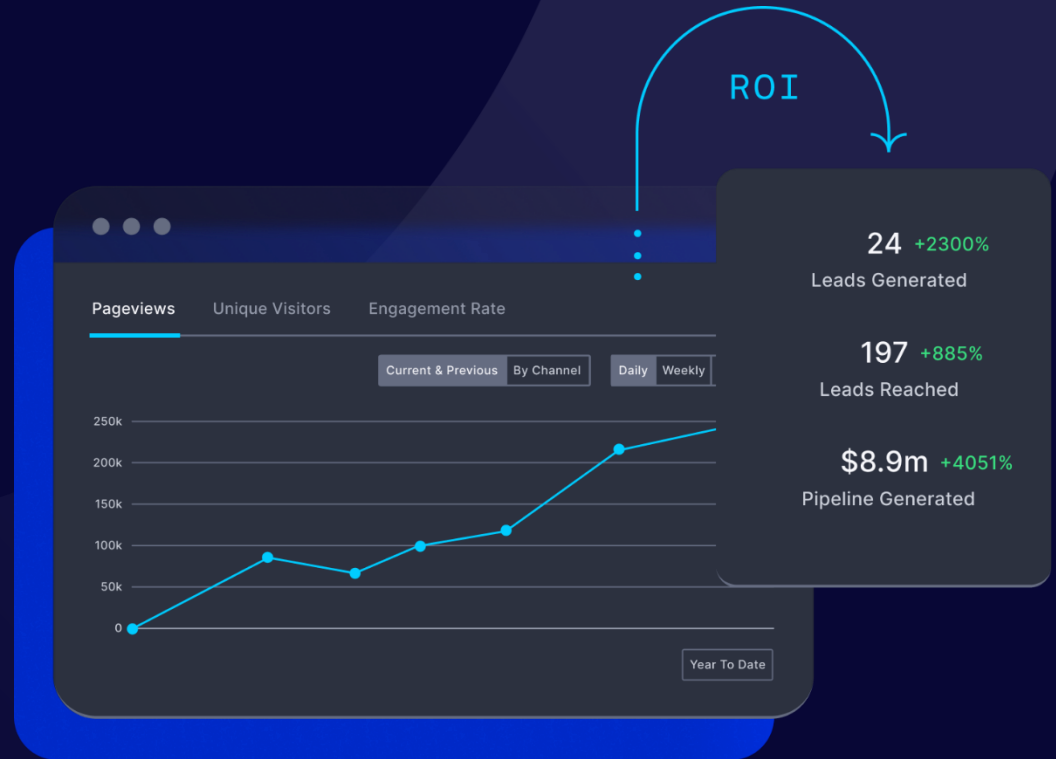 ROI
24 +2300%
Leads Generated
197 +885%
Leads Reached
$8.9m +4051%
Pipeline Generated
Pageviews Unique Visitors Engagement Rate
Current & Previous By Channel Daily Weekly
250k
200k
150k
100k
50k
0
Year To Date